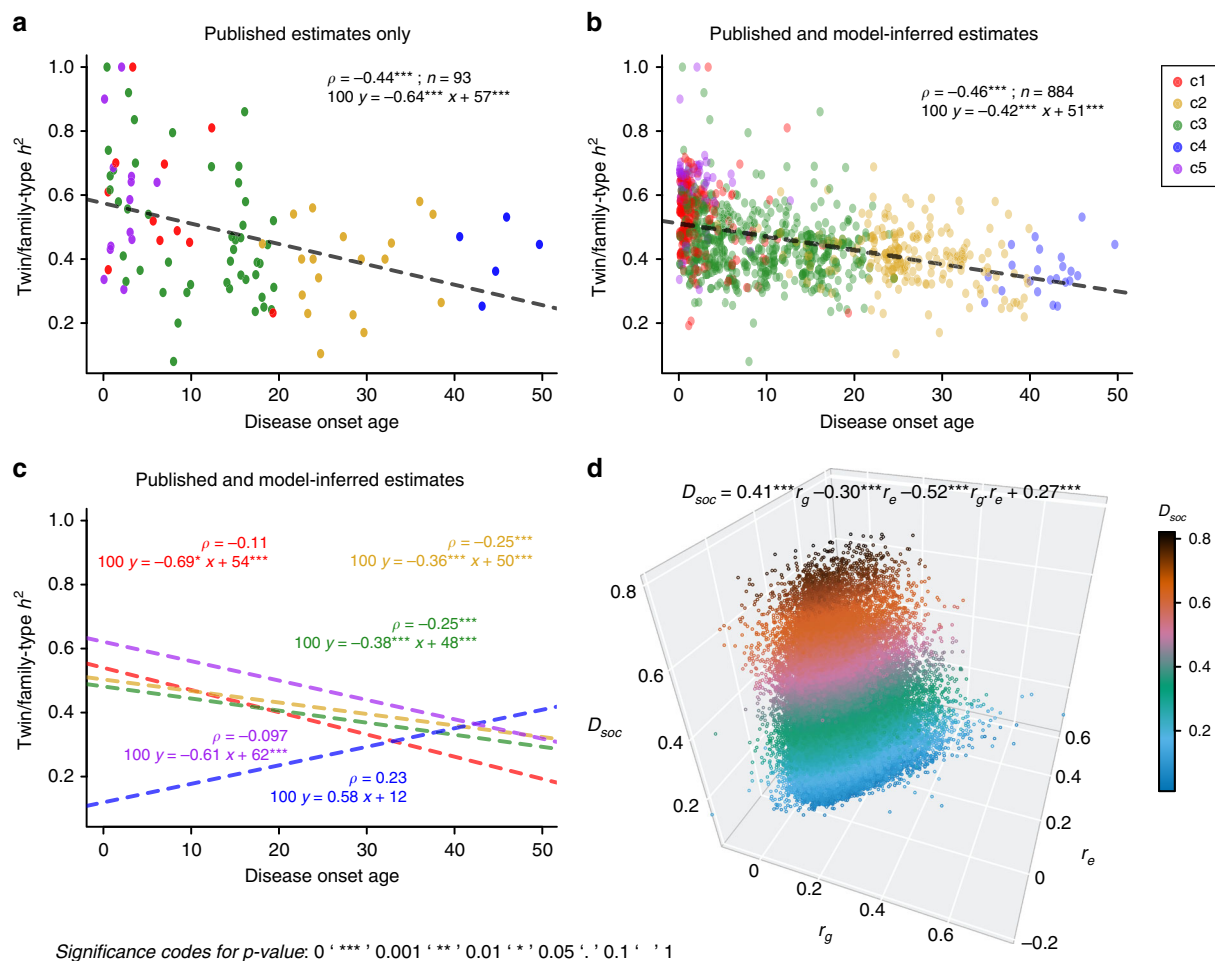 a
Published estimates only
ρ = –0.44*** ; n = 93
100 y = –0.64*** x + 57***
Twin/family-type h²
1.0
0.8
0.6
0.4
0.2
0 10 20 30 40 50
Disease onset age
b
Published and model-inferred estimates
ρ = –0.46*** ; n = 884
100 y = –0.42*** x + 51***
Twin/family-type h²
1.0
0.8
0.6
0.4
0.2
0 10 20 30 40 50
Disease onset age
c1
c2
c3
c4
c5
c
Published and model-inferred estimates
ρ = –0.11
100 y = –0.69* x + 54***
ρ = –0.25***
100 y = –0.36*** x + 50***
ρ = –0.25***
100 y = –0.38*** x + 48***
ρ = –0.097
100 y = –0.61 x + 62***
ρ = 0.23
100 y = 0.58 x + 12
Twin/family-type h²
1.0
0.8
0.6
0.4
0.2
0 10 20 30 40 50
Disease onset age
d
D_soc = 0.41*** r_g –0.30*** r_e –0.52*** r_g.r_e + 0.27***
D_soc
0.8
0.6
0.4
0.2
D_soc
0.8
0.6
0.4
0.2
0
0.2
0.4
0.6
r_g
0.6
0.4
0.2
0
–0.2
r_e
Significance codes for p-value: 0 ‘ *** ’ 0.001 ‘ ** ’ 0.01 ‘ * ’ 0.05 ‘. ’ 0.1 ‘ ’ 1